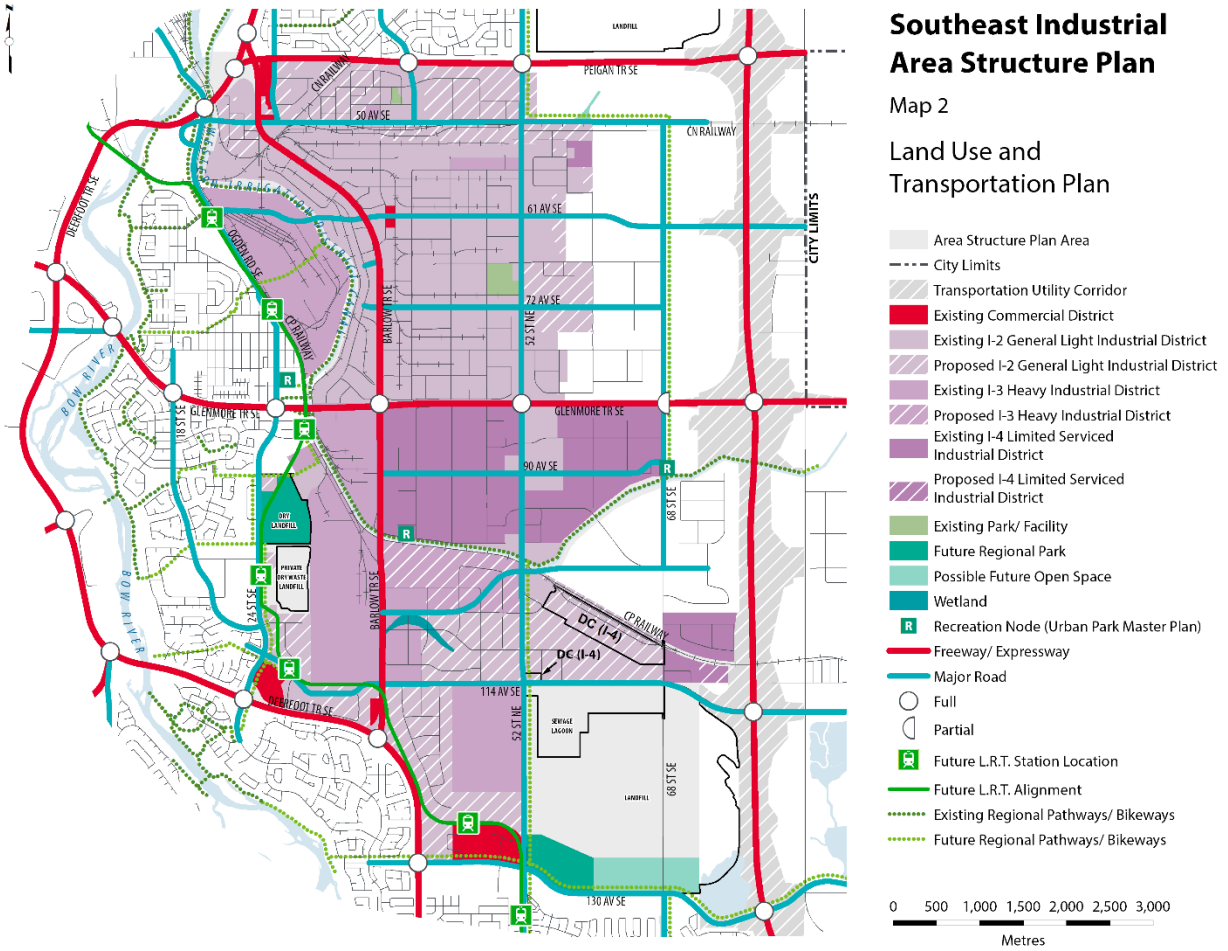 Southeast Industrial
Area Structure Plan
Map 2
Land Use and
Transportation Plan
Area Structure Plan Area
City Limits
Transportation Utility Corridor
Existing Commercial District
Existing I-2 General Light Industrial District
Proposed I-2 General Light Industrial District
Existing I-3 Heavy Industrial District
Proposed I-3 Heavy Industrial District
Existing I-4 Limited Serviced
Industrial District
Proposed I-4 Limited Serviced
Industrial District
Existing Park/ Facility
Future Regional Park
Possible Future Open Space
Wetland
R
Recreation Node (Urban Park Master Plan)
Freeway/ Expressway
Major Road
Full
Partial
Future L.R.T. Station Location
Future L.R.T. Alignment
Existing Regional Pathways/ Bikeways
Future Regional Pathways/ Bikeways
0 500 1,000 1,500 2,000 2,500 3,000
Metres
LANDFILL
CN RAILWAY
PEIGAN TR SE
50 AV SE
CN RAILWAY
DEERFOOT TR SE
61 AV SE
CITY LIMITS
OGDEN RD SE
72 AV SE
BARLOW TR SE
52 ST NE
CP RAILWAY
BOW RIVER
R
18 ST SE
GLENMORE TR SE
GLENMORE TR SE
90 AV SE
R
68 ST SE
DRY
LANDFILL
R
PRIVATE
DRY WASTE
LANDFILL
BOW RIVER
24 ST SE
BARLOW TR SE
DC (I-4)
CP RAILWAY
DC (I-4)
114 AV SE
DEERFOOT TR SE
52 ST NE
SEWAGE
LAGOON
68 ST SE
LANDFILL
130 AV SE